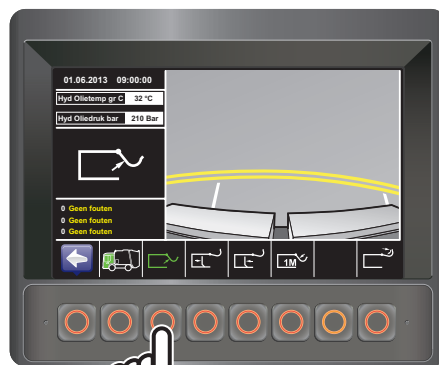 01.06.2013 09:00:00
Hyd Olietemp gr C 32 °C
Hyd Oliedruk bar 210 Bar
0 Geen fouten
0 Geen fouten
0 Geen fouten
1M